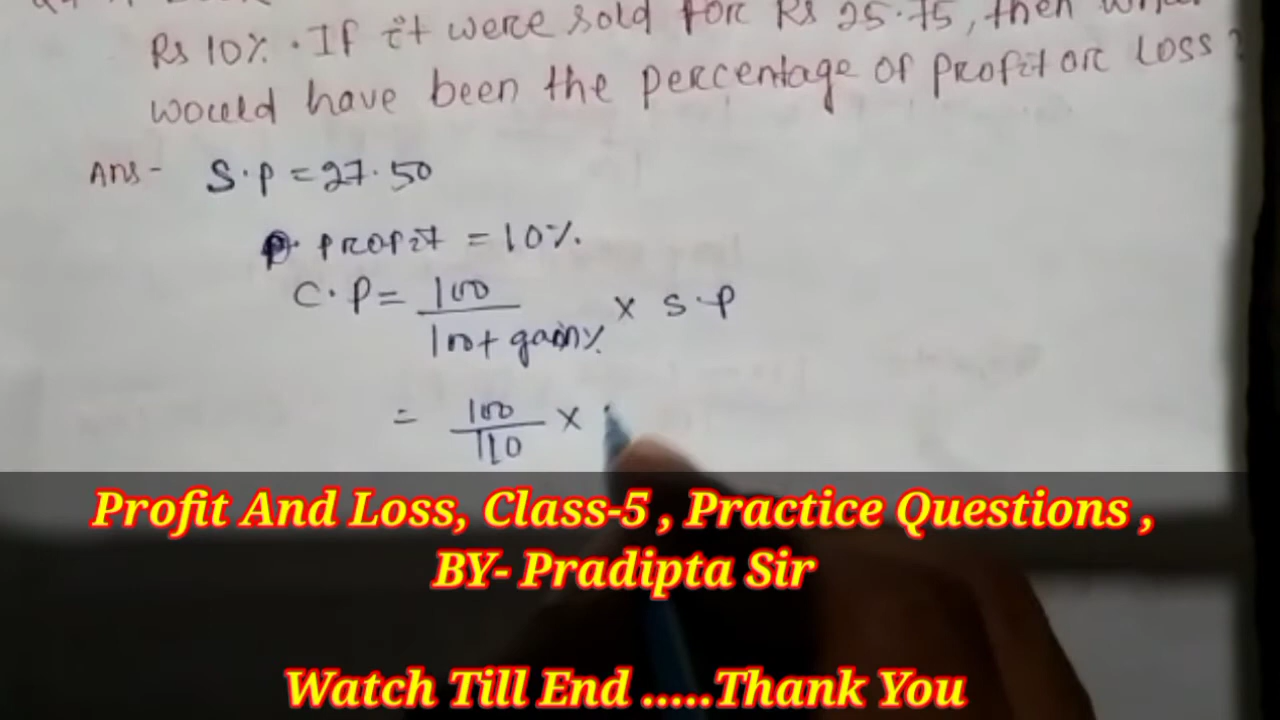 Rs 10%. If it were sold for Rs 25.75, then
would have been the percentage of profit or Loss?
Ans- S.P = 27.50
profit = 10%.
C.P = 100 / 100 + gain% × S.P
= 100 / 110 ×
Profit And Loss, Class-5 , Practice Questions ,
BY- Pradipta Sir
Watch Till End .....Thank You